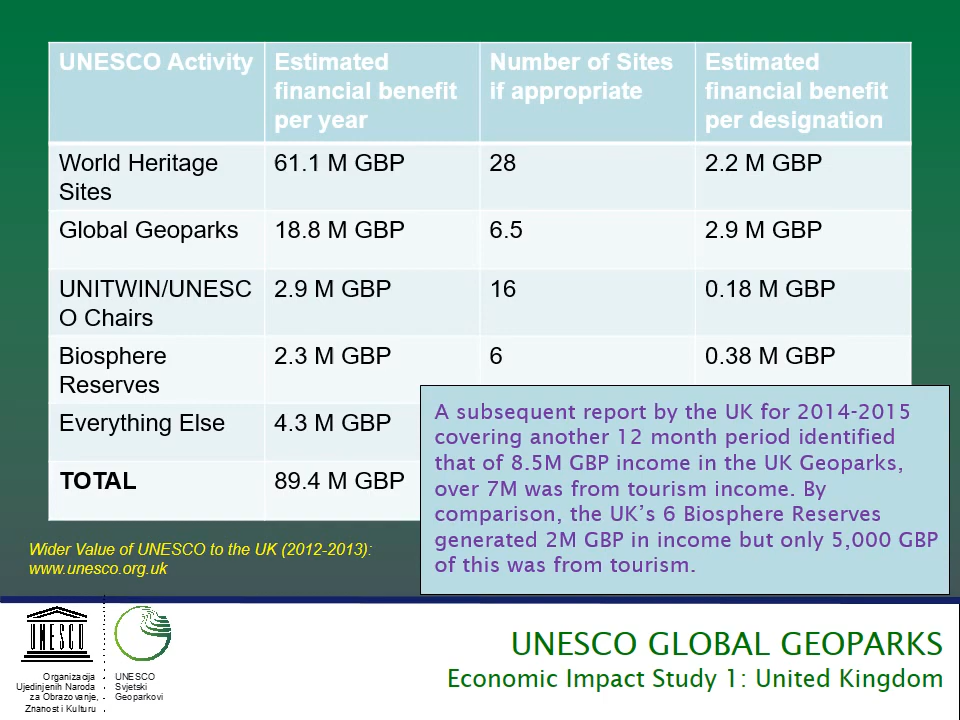 UNESCO Activity
Estimated
financial benefit
per year
Number of Sites
if appropriate
Estimated
financial benefit
per designation
World Heritage
Sites
61.1 M GBP
28
2.2 M GBP
Global Geoparks
18.8 M GBP
6.5
2.9 M GBP
UNITWIN/UNESC
O Chairs
2.9 M GBP
16
0.18 M GBP
Biosphere
Reserves
2.3 M GBP
6
0.38 M GBP
Everything Else
4.3 M GBP
TOTAL
89.4 M GBP
A subsequent report by the UK for 2014-2015
covering another 12 month period identified
that of 8.5M GBP income in the UK Geoparks,
over 7M was from tourism income. By
comparison, the UK’s 6 Biosphere Reserves
generated 2M GBP in income but only 5,000 GBP
of this was from tourism.
Wider Value of UNESCO to the UK (2012-2013):
www.unesco.org.uk
UNESCO
Organizacija
Ujedinjenih Naroda
za Obrazovanje,
Znanost i Kulturu
UNESCO
Svjetski
Geoparkovi
UNESCO GLOBAL GEOPARKS
Economic Impact Study 1: United Kingdom